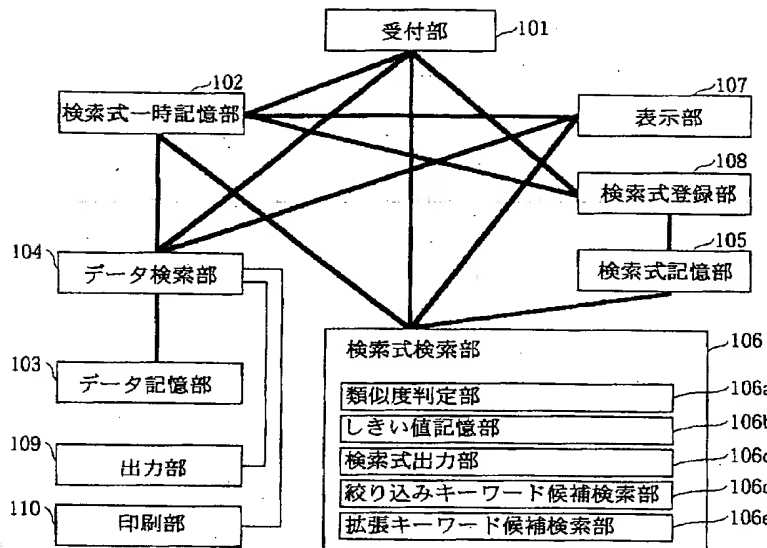 受付部 101
102
検索式一時記憶部
107
表示部
108
検索式登録部
104
データ検索部
105
検索式記憶部
103
データ記憶部
109
出力部
110
印刷部
検索式検索部 106
類似度判定部 106a
しきい値記憶部 106b
検索式出力部 106c
絞り込みキーワード候補検索部 106d
拡張キーワード候補検索部 106e